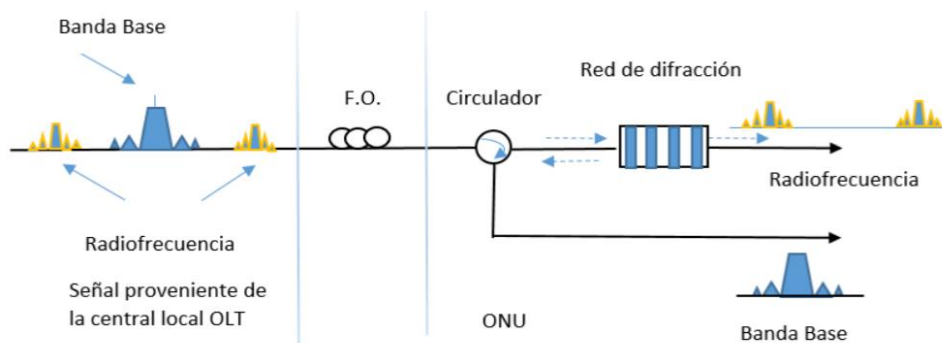 Banda Base
F.O.
Circulador
Red de difracción
Radiofrecuencia
Radiofrecuencia
Señal proveniente de
la central local OLT
ONU
Banda Base